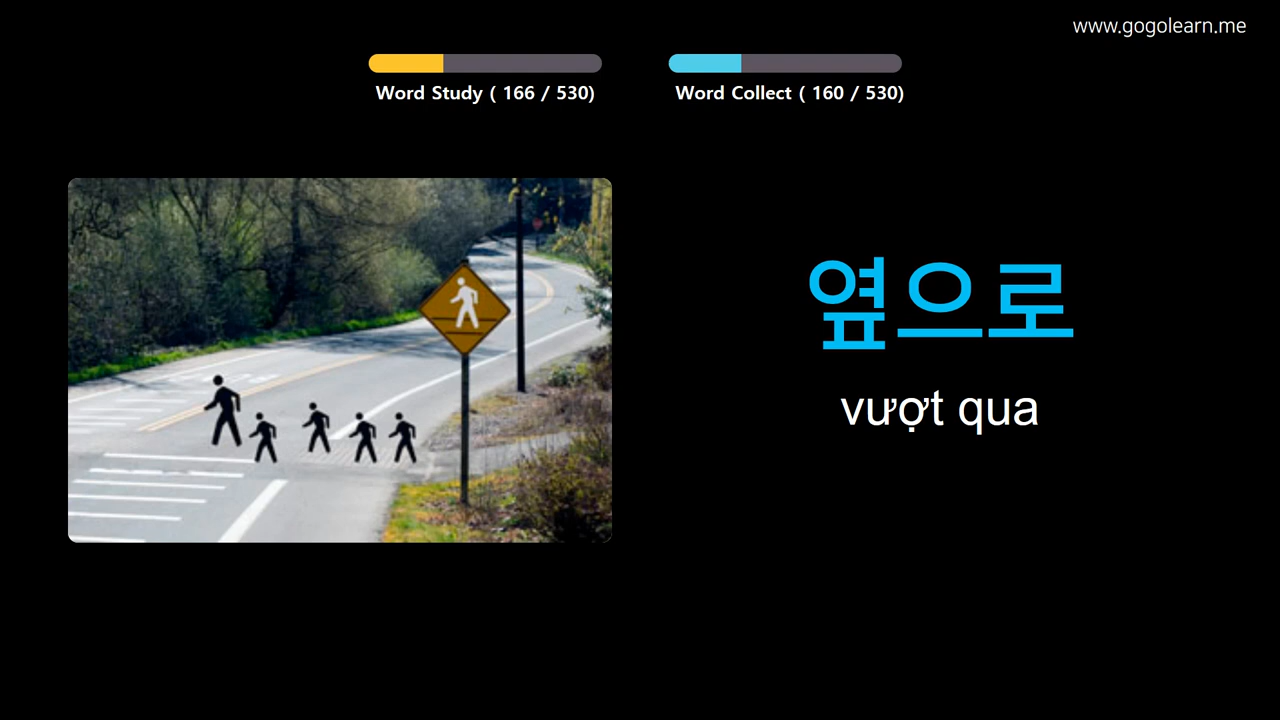 www.gogolearn.me
Word Study ( 166 / 530)
Word Collect ( 160 / 530)
옆으로
vượt qua